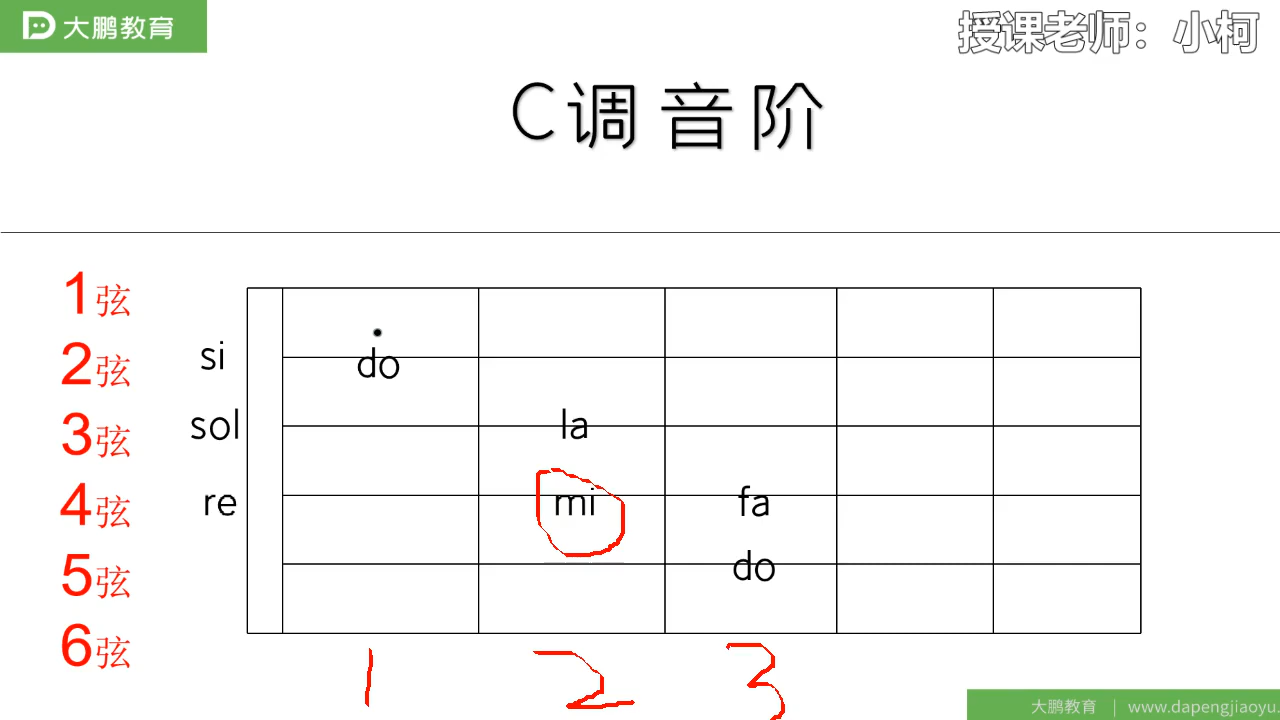 大鹏教育
授课老师：小柯
C调音阶
1弦
2弦 si do
3弦 sol la
4弦 re mi fa
5弦 do
6弦
1 2 3
大鹏教育 | www.dapengjiaoyu.